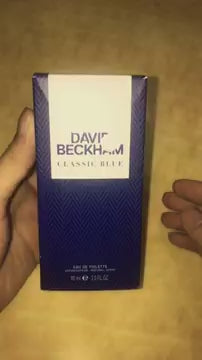 DAVID
BECKHAM
CLASSIC BLUE
EAU DE TOILETTE